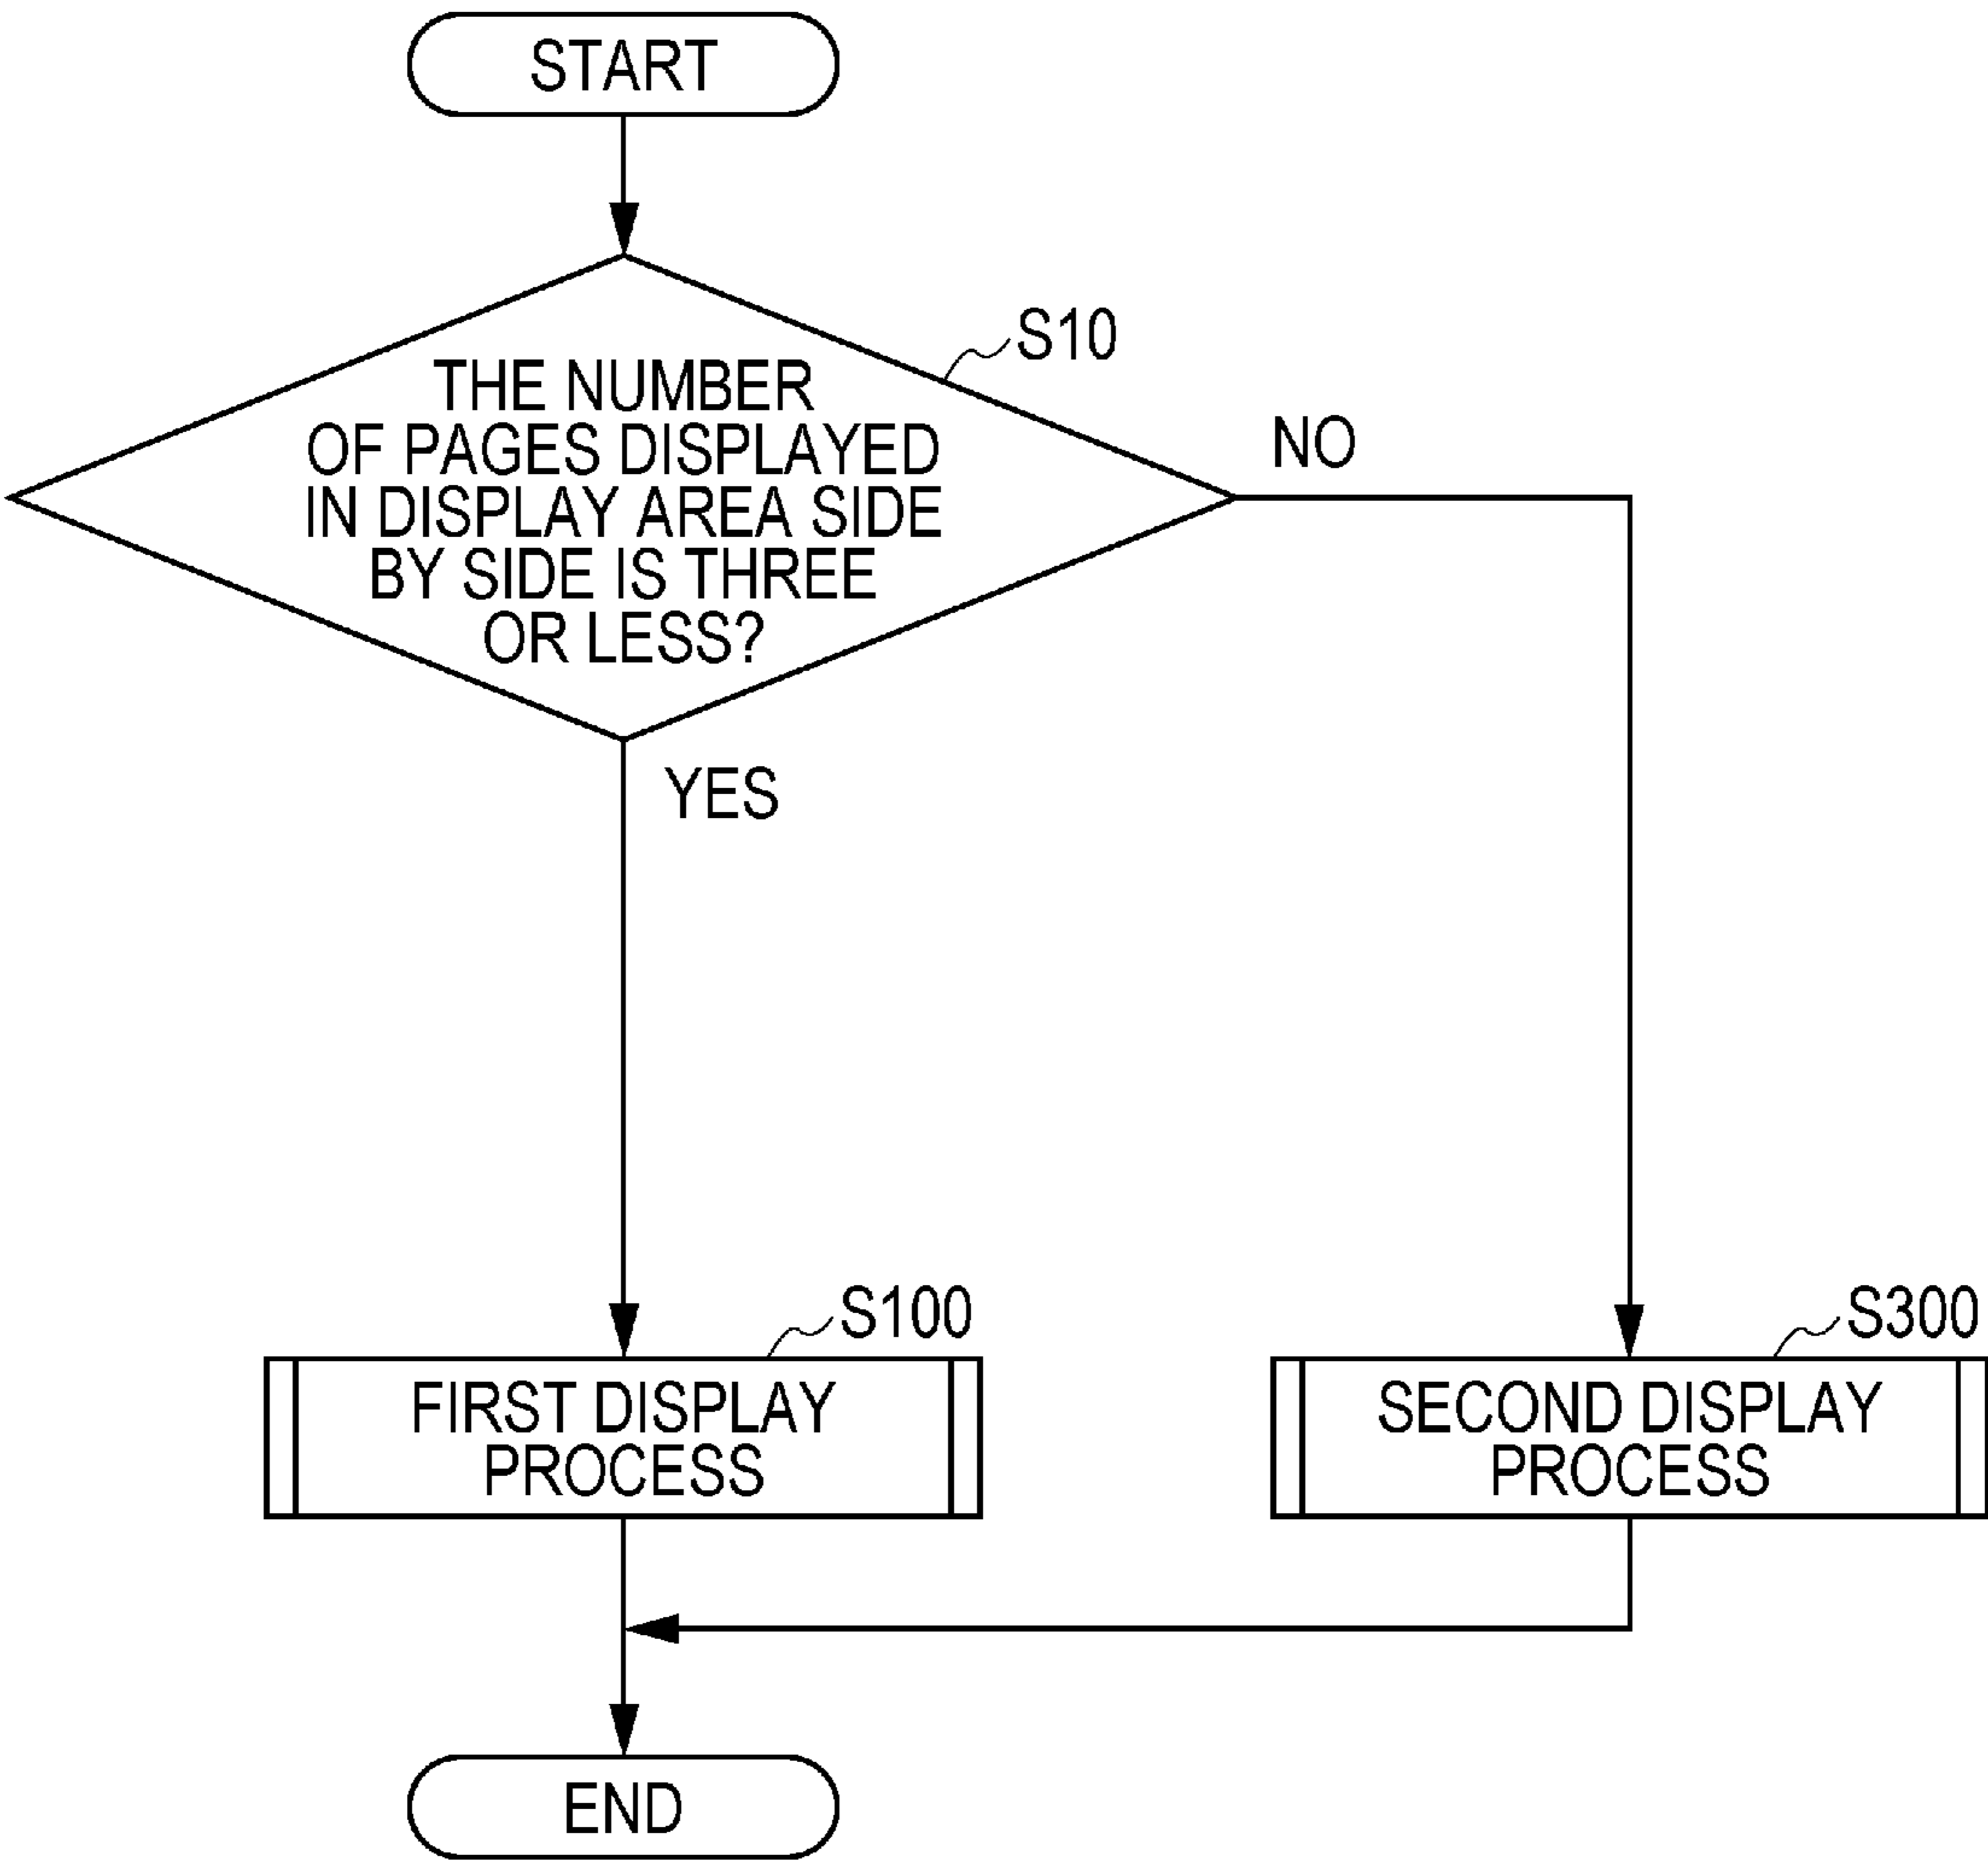 START
S10
THE NUMBER
OF PAGES DISPLAYED
IN DISPLAY AREA SIDE
BY SIDE IS THREE
OR LESS?
NO
YES
S100
FIRST DISPLAY
PROCESS
S300
SECOND DISPLAY
PROCESS
END